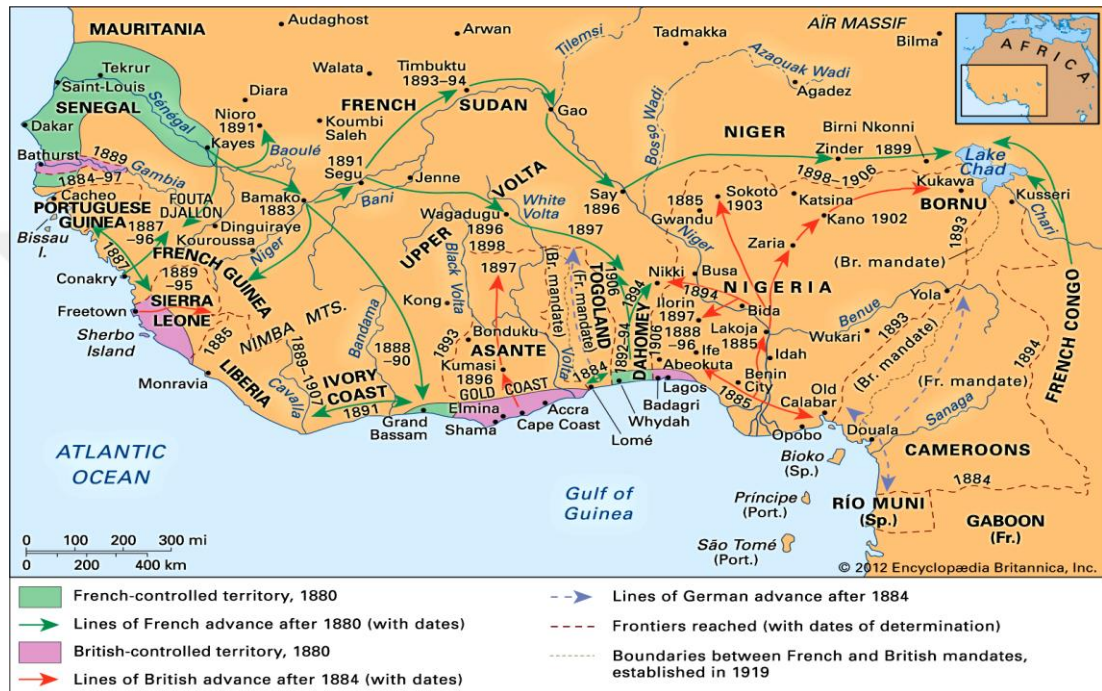 MAURITANIA
Audaghost
Arwan
Tilemsi
Tadmakka
AÏR MASSIF
Bilma
AFRICA
Tekrur
Saint-Louis
SENEGAL
Sénégal
Dakar
Walata
Diara
Nioro
1891
Koumbi
Saleh
Kayes
Baoulé
Timbuktu
1893–94
FRENCH
SUDAN
Gao
Azaouak Wadi
Agadez
Bosso Wadi
NIGER
Birni Nkonni
Zinder
1899
1898–1906
Lake
Chad
Kukawa
Kusseri
BORNU
Chari
Bathurst
1889
Gambia
1884–97
Cacheo
PORTUGUESE
GUINEA
Bissau
I.
FOUTA
DJALLON
1887
–96
Dinguiraye
Kouroussa
Niger
Bamako
1883
1891
Segu
Bani
Jenne
UPPER
VOLTA
White
Volta
Wagadugu
1896
1898
1897
Black Volta
Say
1896
1885
Gwandu
Sokoto
1903
Katsina
Kano 1902
Zaria
1893
(Br. mandate)
Conakry
1887
FRENCH GUINEA
1889
–95
SIERRA
LEONE
Freetown
Sherbo
Island
1885
NIMBA MTS.
Monravia
LIBERIA
Cavalla
1889–1907
Bandama
IVORY
COAST
1891
1888
–90
Grand
Bassam
Kong
Bonduku
1893
1897
ASANTE
Kumasi
1896
GOLD COAST
Elmina
Shama
Cape Coast
Accra
Volta
(Br. mandate)
(Fr. mandate)
TOGOLAND
1884
Lomé
1906
1894
DAHOMEY
1892–94
Whydah
Badagri
Lagos
1906
Abeokuta
Nikki
Busa
Niger
NIGERIA
1894
Ilorin
1897
1888
–96
Bida
Lakoja
1885
Ife
Idah
Benin
City
1885
Opobo
Old
Calabar
Wukari
Benue
Yola
1893
(Br. mandate)
(Fr. mandate)
Sanaga
Douala
CAMEROONS
1884
1894
FRENCH CONGO
Bioko
(Sp.)
Príncipe
(Port.)
São Tomé
(Port.)
RÍO MUNI
(Sp.)
GABOON
(Fr.)
ATLANTIC
OCEAN
Gulf of
Guinea
0 100 200 300 mi
0 200 400 km
© 2012 Encyclopædia Britannica, Inc.
French-controlled territory, 1880
Lines of French advance after 1880 (with dates)
British-controlled territory, 1880
Lines of British advance after 1884 (with dates)
Lines of German advance after 1884
Frontiers reached (with dates of determination)
Boundaries between French and British mandates,
established in 1919